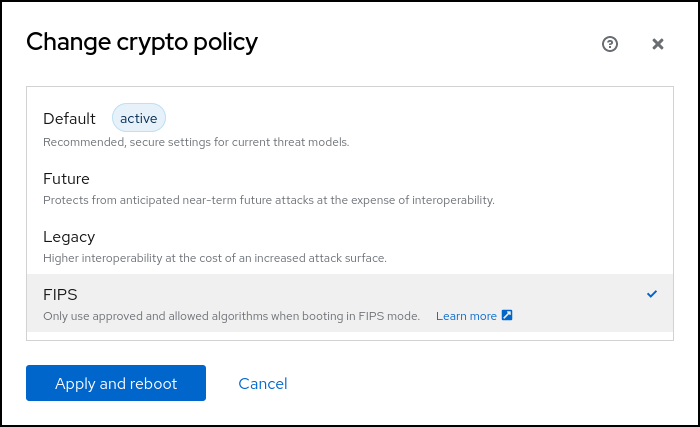 Change crypto policy
Default active
Recommended, secure settings for current threat models.
Future
Protects from anticipated near-term future attacks at the expense of interoperability.
Legacy
Higher interoperability at the cost of an increased attack surface.
FIPS
Only use approved and allowed algorithms when booting in FIPS mode. Learn more
Apply and reboot Cancel